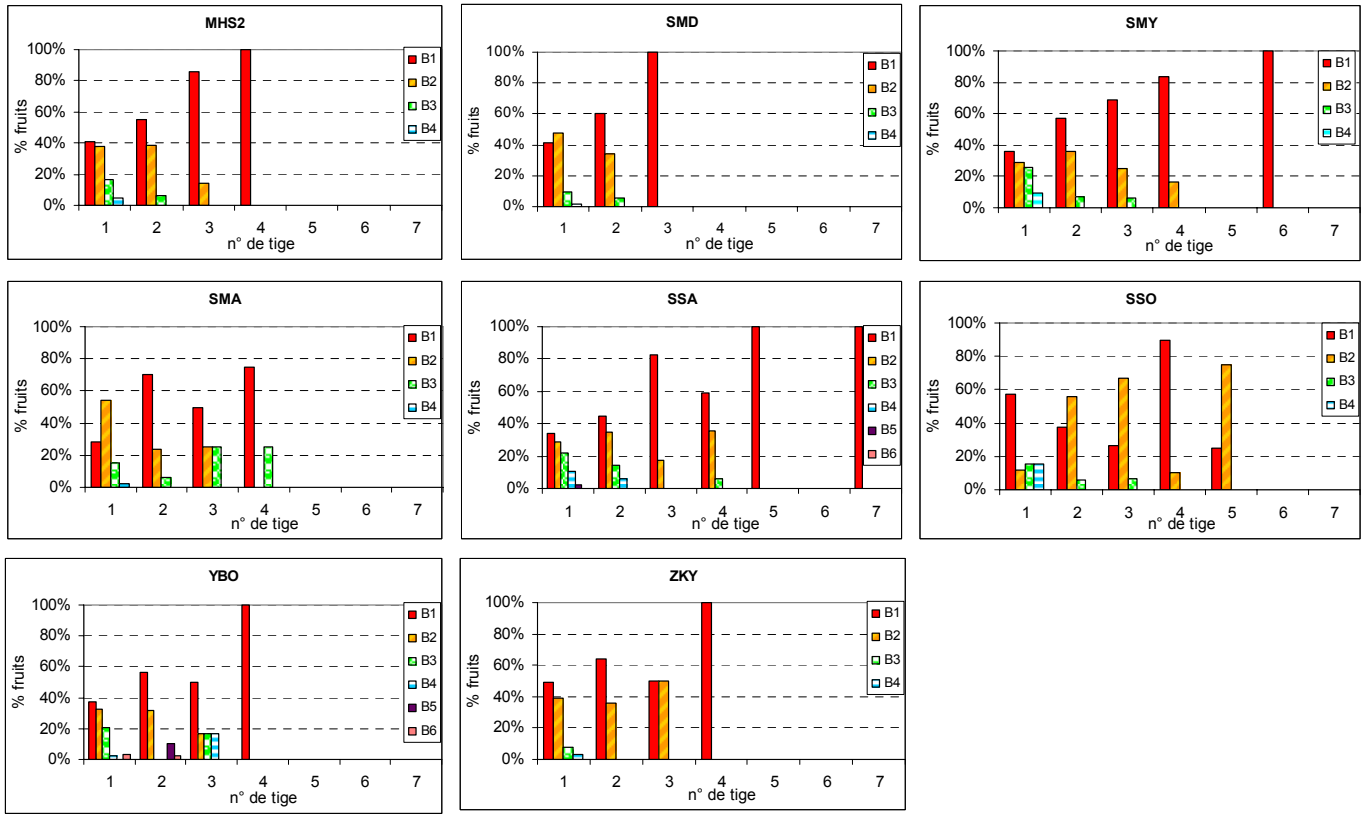 MHS2
100%
80%
60%
40%
20%
0%
% fruits
1 2 3 4 5 6 7
n° de tige
B1
B2
B3
B4
SMD
100%
80%
60%
40%
20%
0%
% fruits
1 2 3 4 5 6 7
n° de tige
B1
B2
B3
B4
SMY
100%
80%
60%
40%
20%
0%
% fruits
1 2 3 4 5 6 7
n° de tige
B1
B2
B3
B4
SMA
100%
80%
60%
40%
20%
0%
% fruits
1 2 3 4 5 6 7
n° de tige
B1
B2
B3
B4
SSA
100%
80%
60%
40%
20%
0%
% fruits
1 2 3 4 5 6 7
n° de tige
B1
B2
B3
B4
B5
B6
SSO
100%
80%
60%
40%
20%
0%
% fruits
1 2 3 4 5 6 7
n° de tige
B1
B2
B3
B4
YBO
100%
80%
60%
40%
20%
0%
% fruits
1 2 3 4 5 6 7
n° de tige
B1
B2
B3
B4
B5
B6
ZKY
100%
80%
60%
40%
20%
0%
% fruits
1 2 3 4 5 6 7
n° de tige
B1
B2
B3
B4